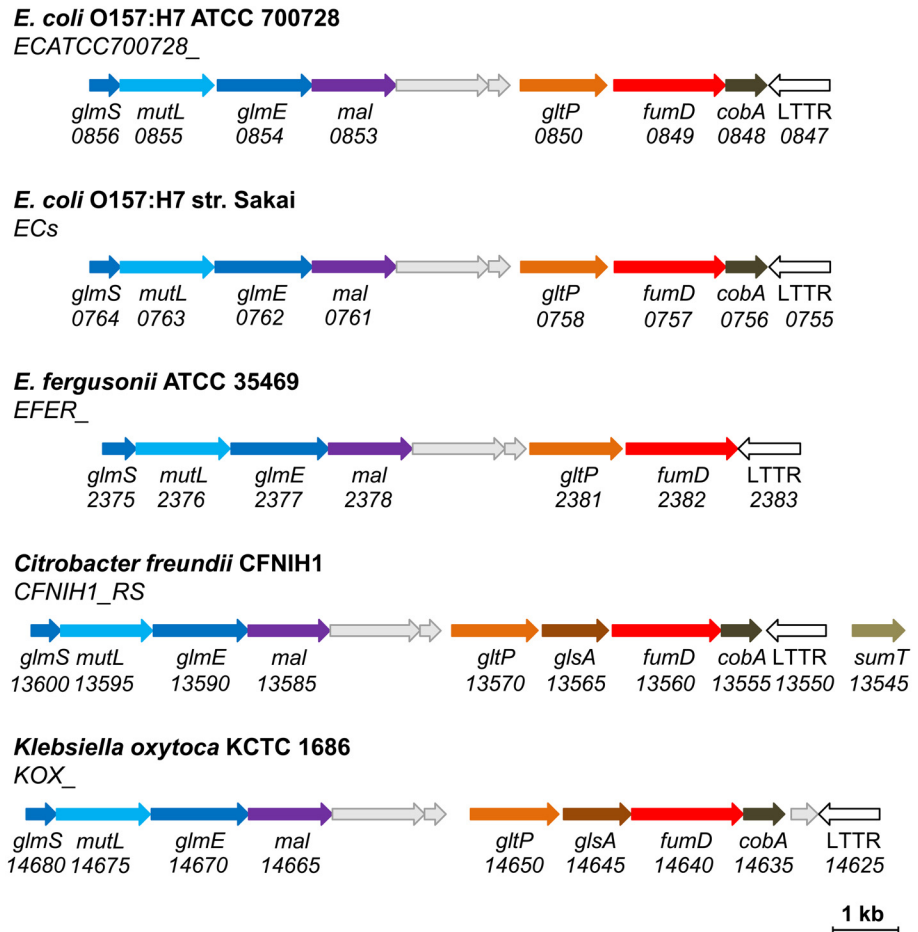 E. coli O157:H7 ATCC 700728
ECATCC700728_
glmS mutL glmE mal gltP fumD cobA LTTR
0856 0855 0854 0853 0850 0849 0848 0847
E. coli O157:H7 str. Sakai
ECs
glmS mutL glmE mal gltP fumD cobA LTTR
0764 0763 0762 0761 0758 0757 0756 0755
E. fergusonii ATCC 35469
EFER_
glmS mutL glmE mal gltP fumD LTTR
2375 2376 2377 2378 2381 2382 2383
Citrobacter freundii CFNIH1
CFNIH1_RS
glmS mutL glmE mal gltP glsA fumD cobA LTTR sumT
13600 13595 13590 13585 13570 13565 13560 13555 13550 13545
Klebsiella oxytoca KCTC 1686
KOX_
glmS mutL glmE mal gltP glsA fumD cobA LTTR
14680 14675 14670 14665 14650 14645 14640 14635 14625
1 kb